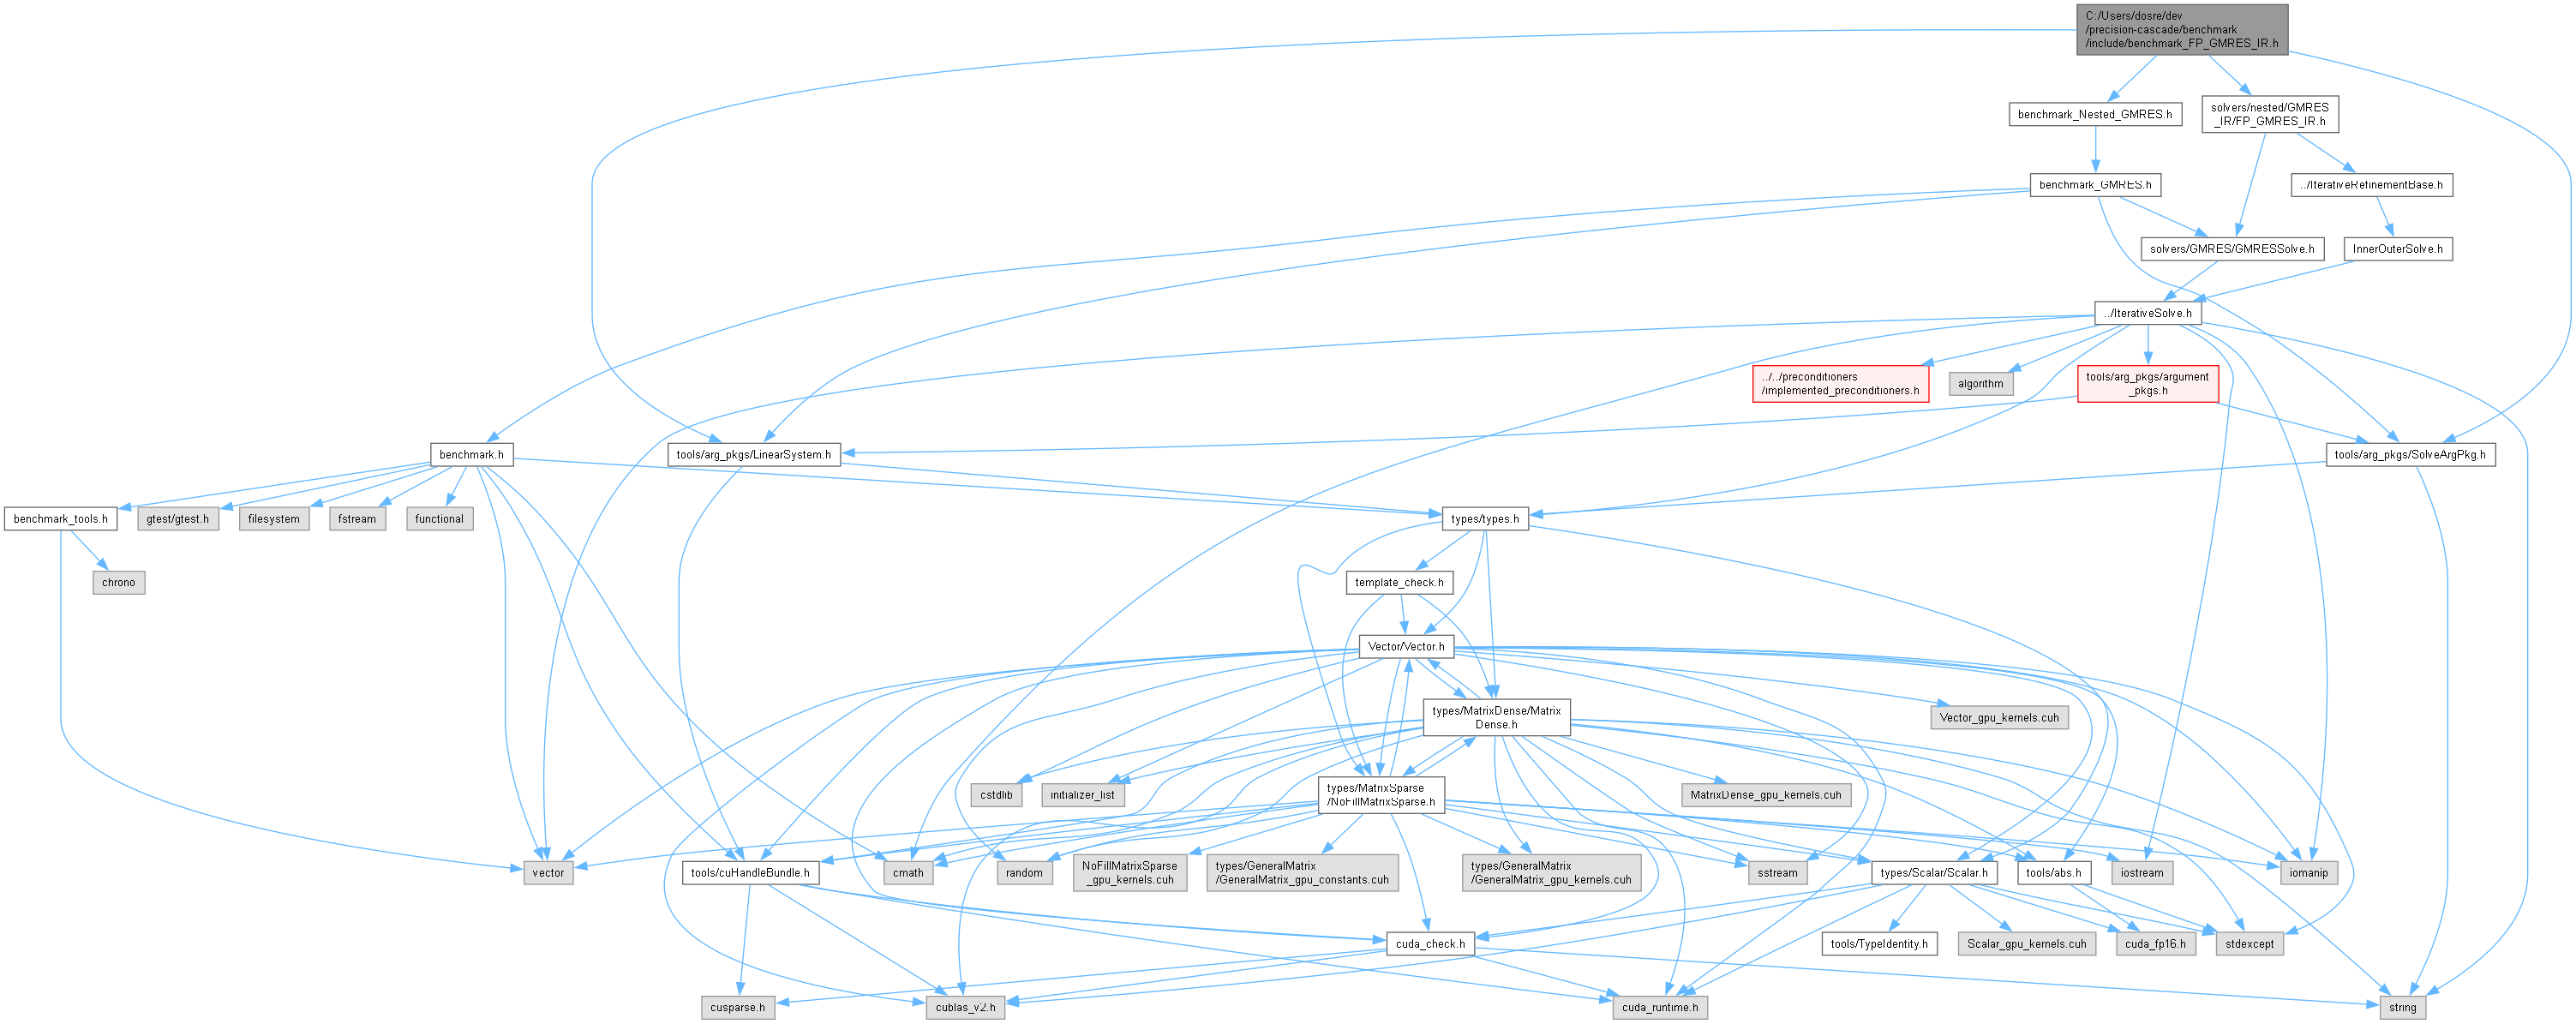 C:/Users/dosre/dev
/precision-cascade/benchmark
/include/benchmark_FP_GMRES_IR.h
benchmark_Nested_GMRES.h
solvers/nested/GMRES
_IR/FP_GMRES_IR.h
benchmark_GMRES.h
../IterativeRefinementBase.h
solvers/GMRES/GMRESSolve.h
InnerOuterSolve.h
../IterativeSolve.h
../../preconditioners
/implemented_preconditioners.h
algorithm
tools/arg_pkgs/argument
_pkgs.h
benchmark.h
tools/arg_pkgs/LinearSystem.h
tools/arg_pkgs/SolveArgPkg.h
benchmark_tools.h
gtest/gtest.h
filesystem
fstream
functional
types/types.h
chrono
template_check.h
Vector/Vector.h
types/MatrixDense/Matrix
Dense.h
Vector_gpu_kernels.cuh
cstdlib
initializer_list
types/MatrixSparse
/NoFillMatrixSparse.h
MatrixDense_gpu_kernels.cuh
vector
tools/cuHandleBundle.h
cmath
random
NoFillMatrixSparse
_gpu_kernels.cuh
types/GeneralMatrix
/GeneralMatrix_gpu_constants.cuh
types/GeneralMatrix
/GeneralMatrix_gpu_kernels.cuh
sstream
types/Scalar/Scalar.h
tools/abs.h
iostream
iomanip
cuda_check.h
tools/TypeIdentity.h
Scalar_gpu_kernels.cuh
cuda_fp16.h
stdexcept
cusparse.h
cublas_v2.h
cuda_runtime.h
string